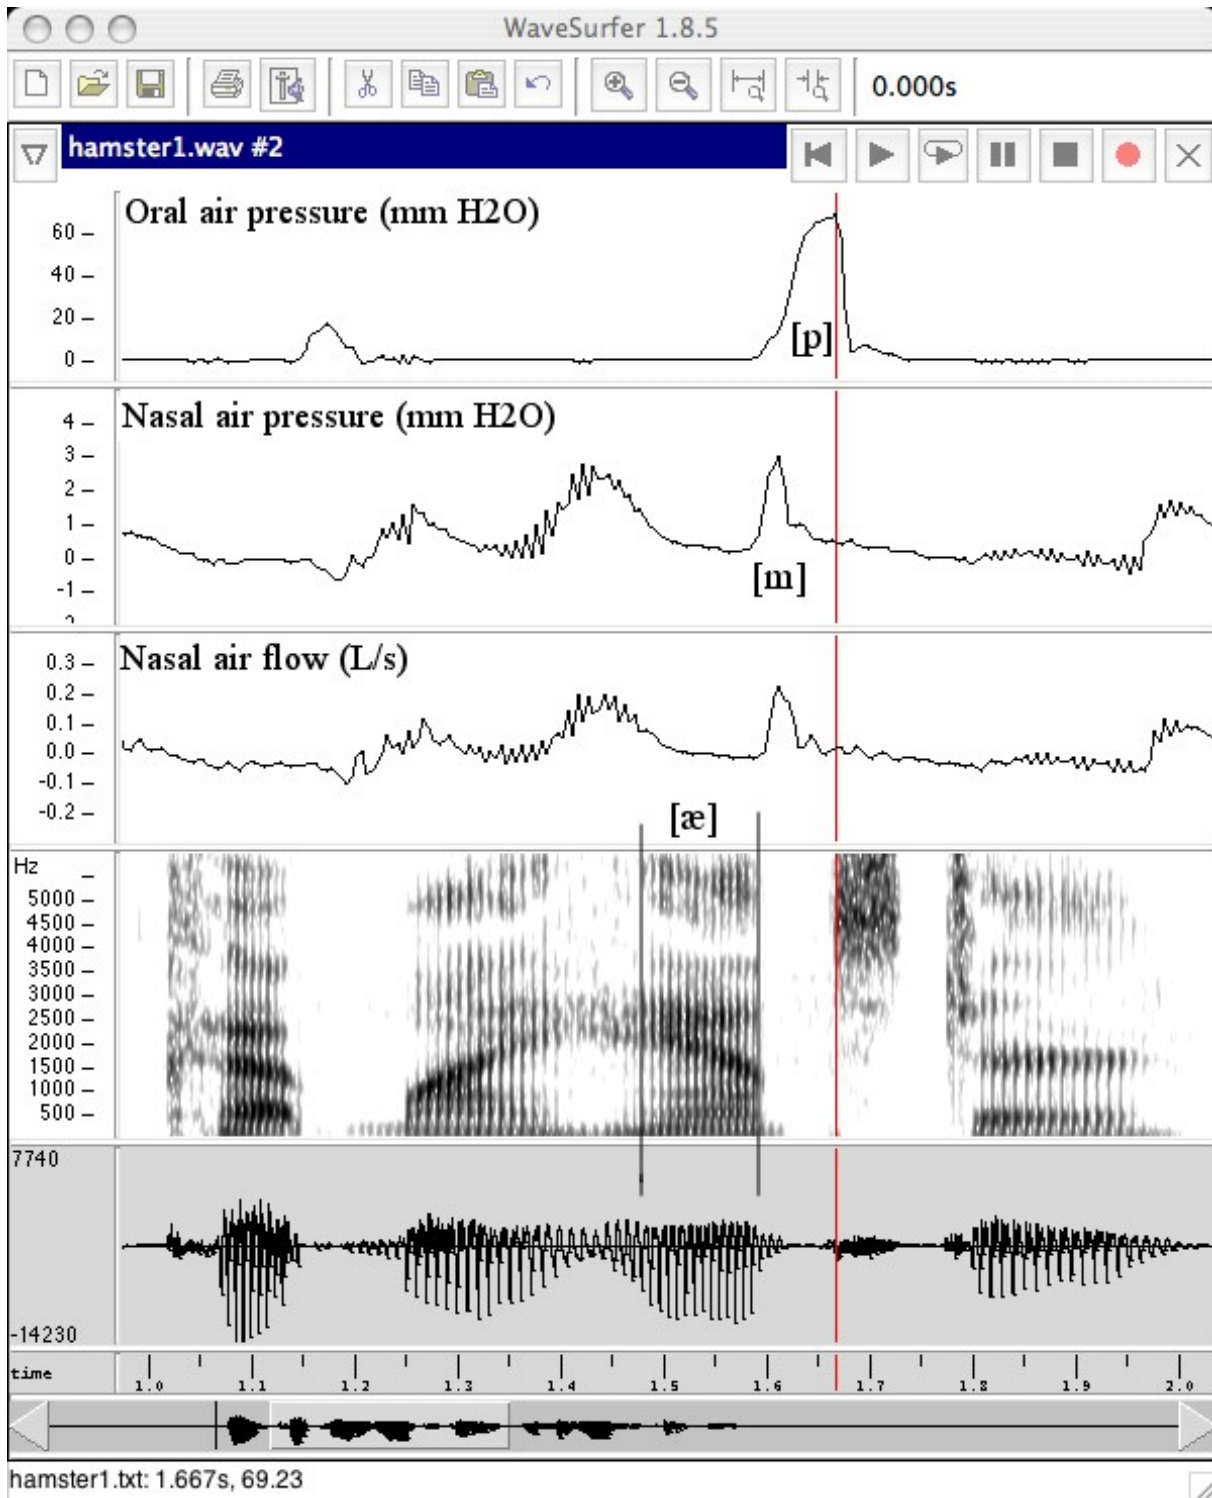 WaveSurfer 1.8.5
0.000s
hamster1.wav #2
Oral air pressure (mm H2O)
60
40
20
0
[p]
Nasal air pressure (mm H2O)
4
3
2
1
0
-1
[m]
Nasal air flow (L/s)
0.3
0.2
0.1
0.0
-0.1
-0.2
[æ]
Hz
5000
4500
4000
3500
3000
2500
2000
1500
1000
500
7740
-14230
time 1.0 1.1 1.2 1.3 1.4 1.5 1.6 1.7 1.8 1.9 2.0
hamster1.txt: 1.667s, 69.23